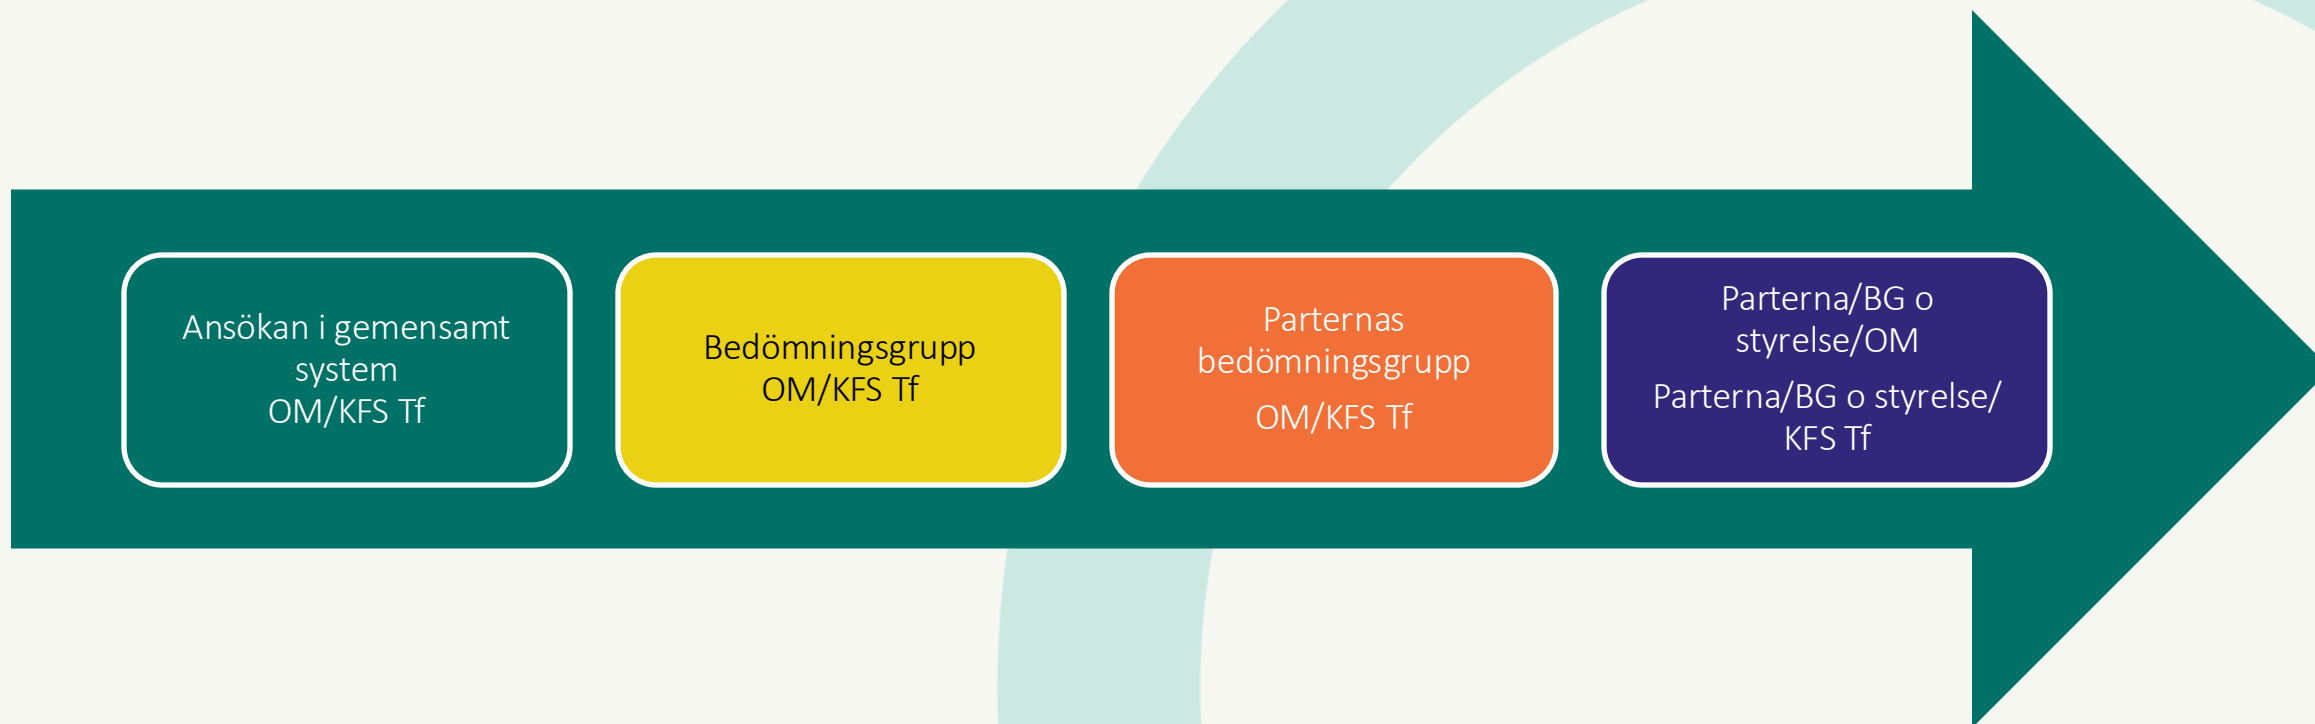 Ansökan i gemensamt
system
OM/KFS Tf
Bedömningsgrupp
OM/KFS Tf
Parternas
bedömningsgrupp
OM/KFS Tf
Parterna/BG o
styrelse/OM
Parterna/BG o styrelse/
KFS Tf